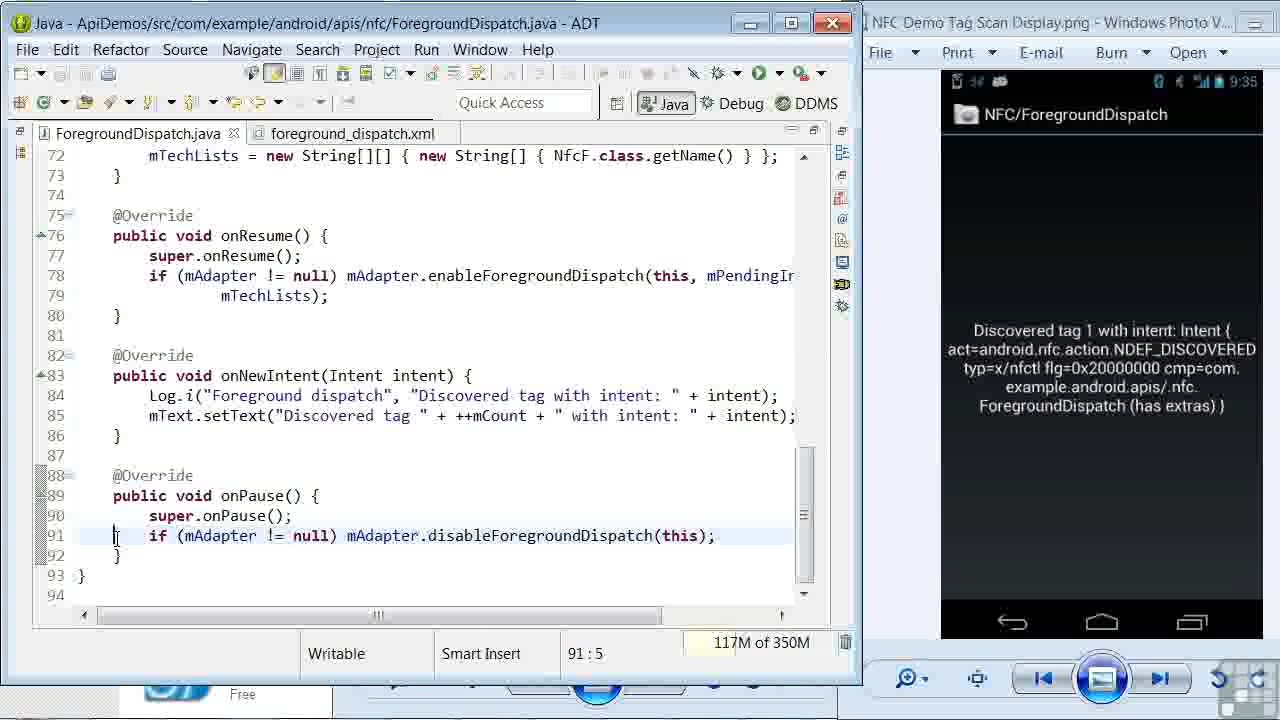 Java - ApiDemos/src/com/example/android/apis/nfc/ForegroundDispatch.java - ADT
File Edit Refactor Source Navigate Search Project Run Window Help
Quick Access
Java
Debug
DDMS
ForegroundDispatch.java
foreground_dispatch.xml
72 mTechLists = new String[][] { new String[] { NfcF.class.getName() } };
73 }
74
75 @Override
76 public void onResume() {
77 super.onResume();
78 if (mAdapter != null) mAdapter.enableForegroundDispatch(this, mPendingIn
79 mTechLists);
80 }
81
82 @Override
83 public void onNewIntent(Intent intent) {
84 Log.i("Foreground dispatch", "Discovered tag with intent: " + intent);
85 mText.setText("Discovered tag " + ++mCount + " with intent: " + intent);
86 }
87
88 @Override
89 public void onPause() {
90 super.onPause();
91 if (mAdapter != null) mAdapter.disableForegroundDispatch(this);
92 }
93 }
94
Writable
Smart Insert
91 : 5
117M of 350M
Free
NFC Demo Tag Scan Display.png - Windows Photo V...
File Print E-mail Burn Open
9:35
NFC/ForegroundDispatch
Discovered tag 1 with intent: Intent {
act=android.nfc.action.NDEF_DISCOVERED
typ=x/nfctl flg=0x20000000 cmp=com.
example.android.apis/.nfc.
ForegroundDispatch (has extras) }